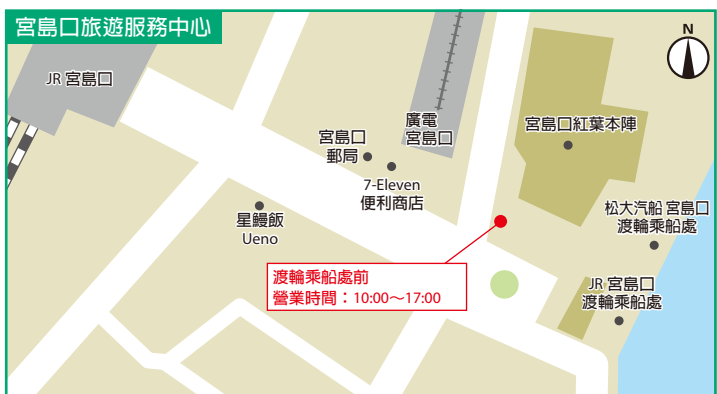 宮島口旅遊服務中心
N
JR 宮島口
廣電
宮島口
宮島口紅葉本陣
宮島口
郵局
7-Eleven
便利商店
星鰻飯
Ueno
松大汽船 宮島口
渡輪乘船處
渡輪乘船處前
營業時間：10:00～17:00
JR 宮島口
渡輪乘船處